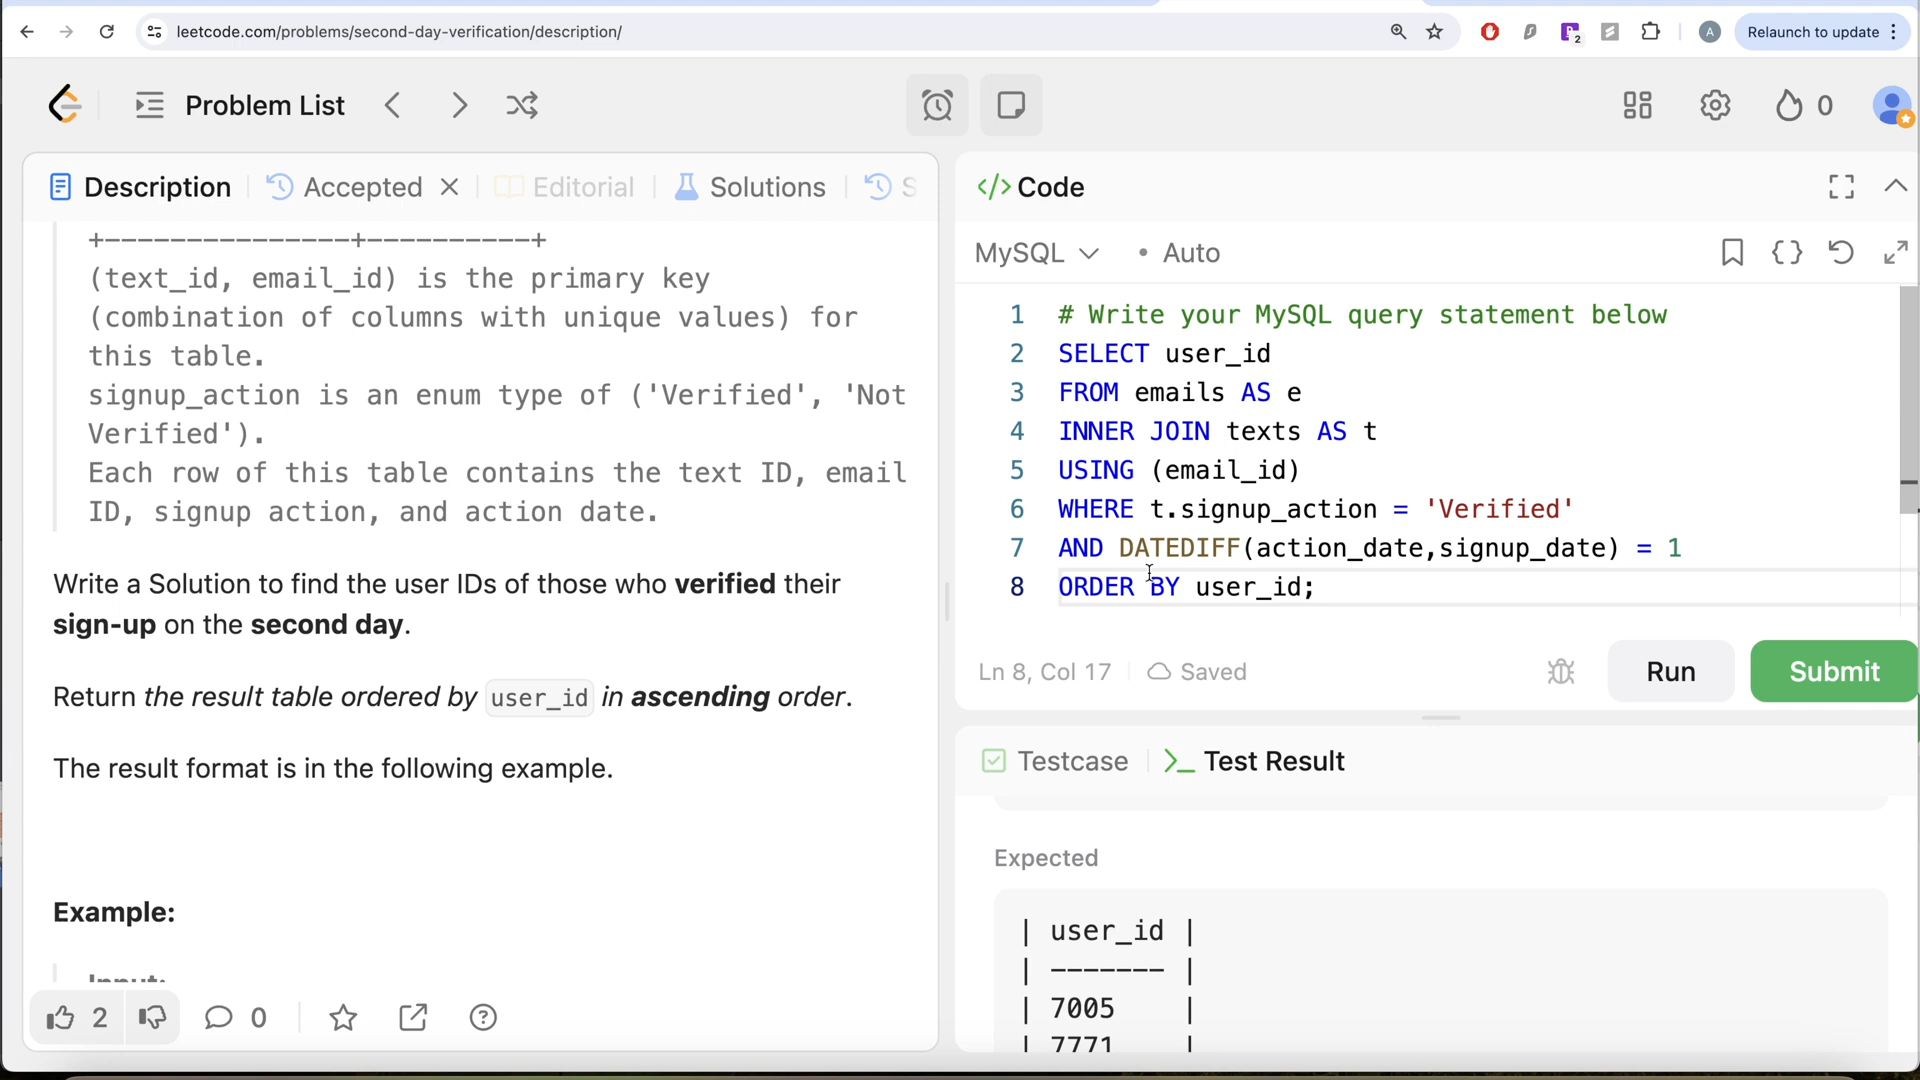 leetcode.com/problems/second-day-verification/description/
2
A
Relaunch to update
Problem List
0
Description
Accepted
Editorial
Solutions
S
+---------------+----------+
(text_id, email_id) is the primary key
(combination of columns with unique values) for
this table.
signup_action is an enum type of ('Verified', 'Not
Verified').
Each row of this table contains the text ID, email
ID, signup action, and action date.
Write a Solution to find the user IDs of those who verified their
sign-up on the second day.
Return the result table ordered by user_id in ascending order.
The result format is in the following example.
Example:
Input:
2
0
</> Code
MySQL
• Auto
1 # Write your MySQL query statement below
2 SELECT user_id
3 FROM emails AS e
4 INNER JOIN texts AS t
5 USING (email_id)
6 WHERE t.signup_action = 'Verified'
7 AND DATEDIFF(action_date,signup_date) = 1
8 ORDER BY user_id;
Ln 8, Col 17
Saved
Run
Submit
Testcase
>_ Test Result
Expected
| user_id |
| ------- |
| 7005 |
| 7771 |